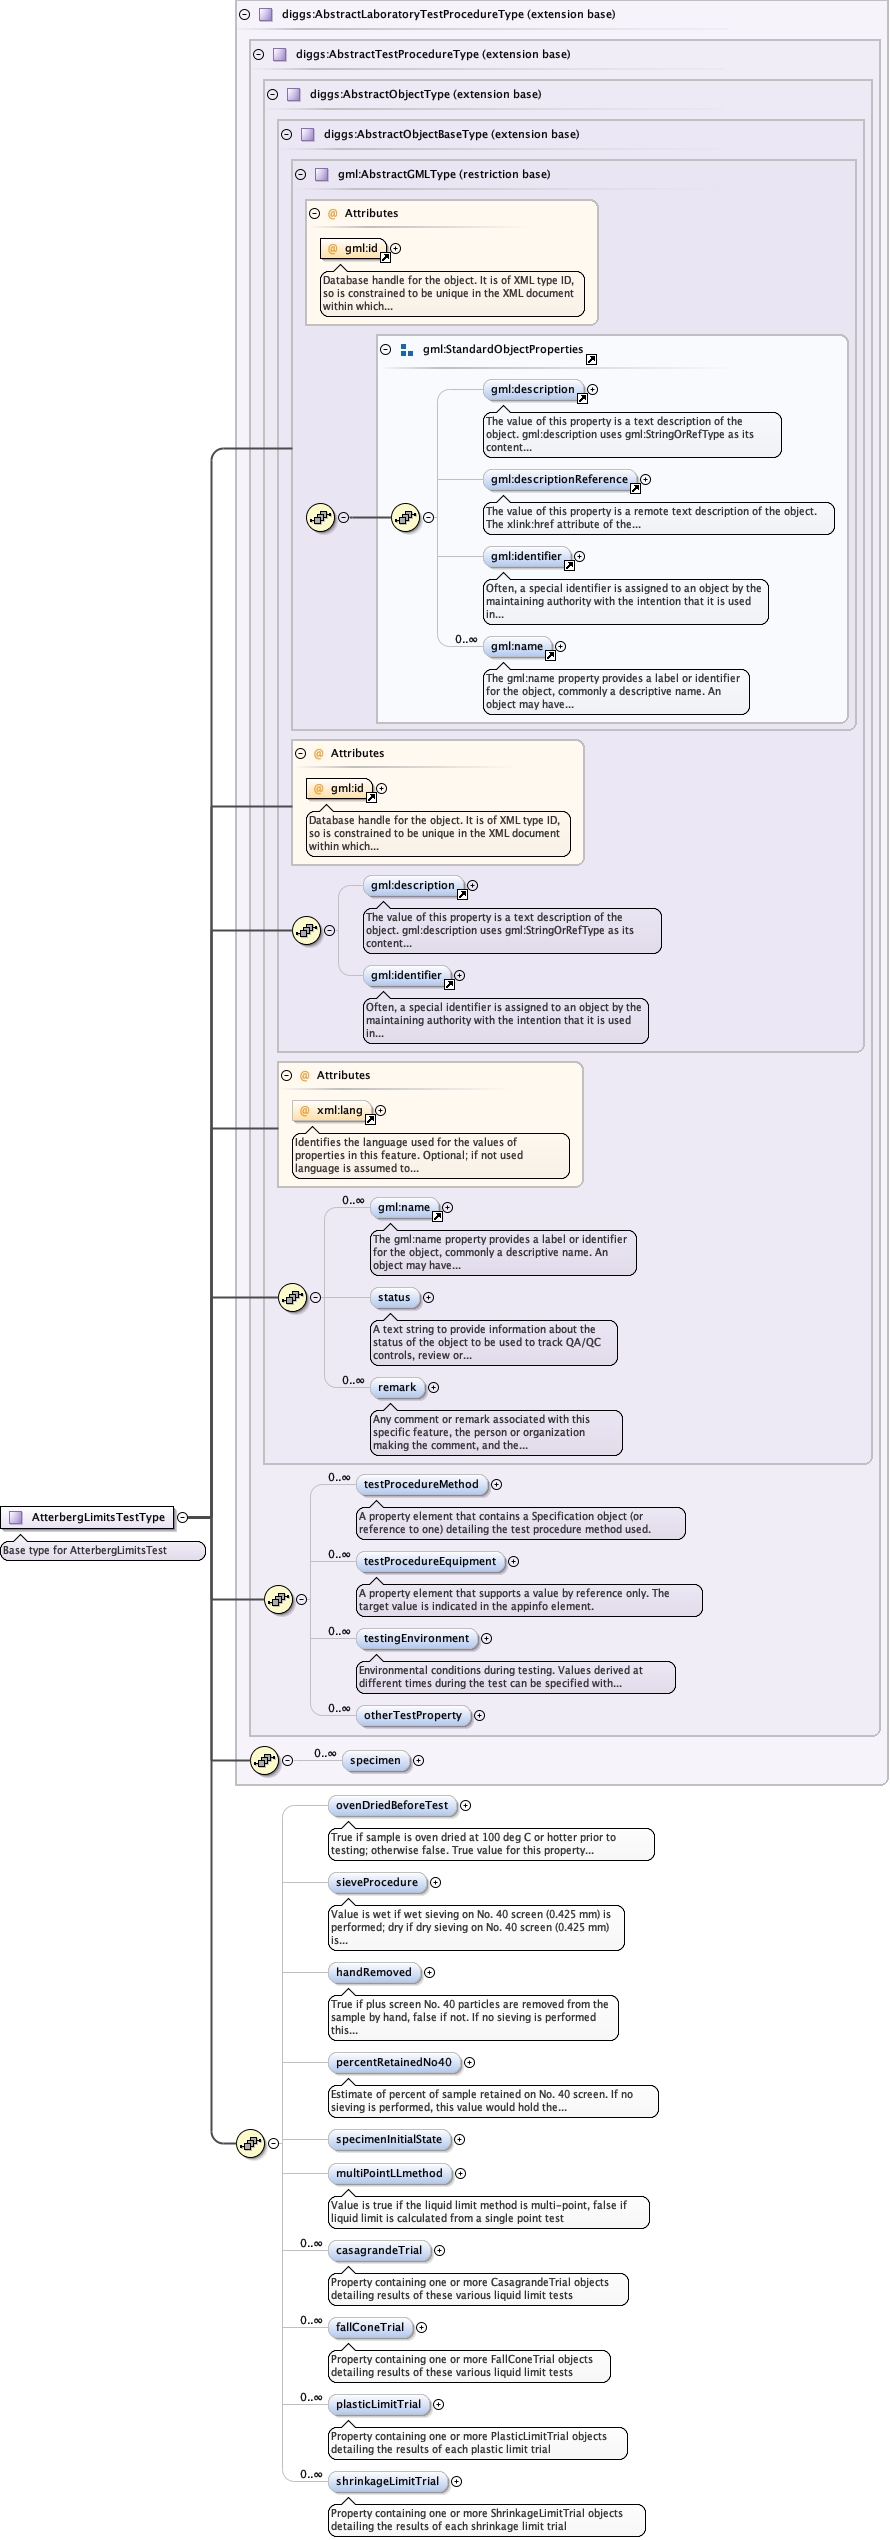 diggs:AbstractLaboratoryTestProcedureType (extension base)
diggs:AbstractTestProcedureType (extension base)
diggs:AbstractObjectType (extension base)
diggs:AbstractObjectBaseType (extension base)
gml:AbstractGMLType (restriction base)
@ Attributes
@ gml:id
Database handle for the object. It is of XML type ID,
so is constrained to be unique in the XML document
within which...
gml:StandardObjectProperties
gml:description
The value of this property is a text description of the
object. gml:description uses gml:StringOrRefType as its
content...
gml:descriptionReference
The value of this property is a remote text description of the object.
The xlink:href attribute of the...
gml:identifier
Often, a special identifier is assigned to an object by the
maintaining authority with the intention that it is used
in...
0..∞
gml:name
The gml:name property provides a label or identifier
for the object, commonly a descriptive name. An
object may have...
@ Attributes
@ gml:id
Database handle for the object. It is of XML type ID,
so is constrained to be unique in the XML document
within which...
gml:description
The value of this property is a text description of the
object. gml:description uses gml:StringOrRefType as its
content...
gml:identifier
Often, a special identifier is assigned to an object by the
maintaining authority with the intention that it is used
in...
@ Attributes
@ xml:lang
Identifies the language used for the values of
properties in this feature. Optional; if not used
language is assumed to...
0..∞
gml:name
The gml:name property provides a label or identifier
for the object, commonly a descriptive name. An
object may have...
status
A text string to provide information about the
status of the object to be used to track QA/QC
controls, review or...
0..∞
remark
Any comment or remark associated with this
specific feature, the person or organization
making the comment, and the...
0..∞
testProcedureMethod
A property element that contains a Specification object (or
reference to one) detailing the test procedure method used.
AtterbergLimitsTestType
Base type for AtterbergLimitsTest
0..∞
testProcedureEquipment
A property element that supports a value by reference only. The
target value is indicated in the appinfo element.
0..∞
testingEnvironment
Environmental conditions during testing. Values derived at
different times during the test can be specified with...
0..∞
otherTestProperty
0..∞
specimen
ovenDriedBeforeTest
True if sample is oven dried at 100 deg C or hotter prior to
testing; otherwise false. True value for this property...
sieveProcedure
Value is wet if wet sieving on No. 40 screen (0.425 mm) is
performed; dry if dry sieving on No. 40 screen (0.425 mm)
is...
handRemoved
True if plus screen No. 40 particles are removed from the
sample by hand, false if not. If no sieving is performed
this...
percentRetainedNo40
Estimate of percent of sample retained on No. 40 screen. If no
sieving is performed, this value would hold the...
specimenInitialState
multiPointLLmethod
Value is true if the liquid limit method is multi-point, false if
liquid limit is calculated from a single point test
0..∞
casagrandeTrial
Property containing one or more CasagrandeTrial objects
detailing results of these various liquid limit tests
0..∞
fallConeTrial
Property containing one or more FallConeTrial objects
detailing results of these various liquid limit tests
0..∞
plasticLimitTrial
Property containing one or more PlasticLimitTrial objects
detailing the results of each plastic limit trial
0..∞
shrinkageLimitTrial
Property containing one or more ShrinkageLimitTrial objects
detailing the results of each shrinkage limit trial